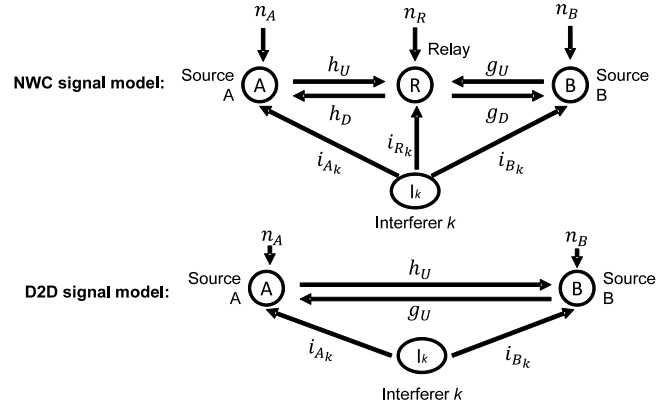 n_A n_R n_B
Relay
Source A A h_U R g_U B Source B
NWC signal model:
h_D g_D
i_{A_k} i_{R_k} i_{B_k}
I_k
Interferer k
n_A n_B
Source A A h_U B Source B
D2D signal model:
g_U
i_{A_k} I_k i_{B_k}
Interferer k